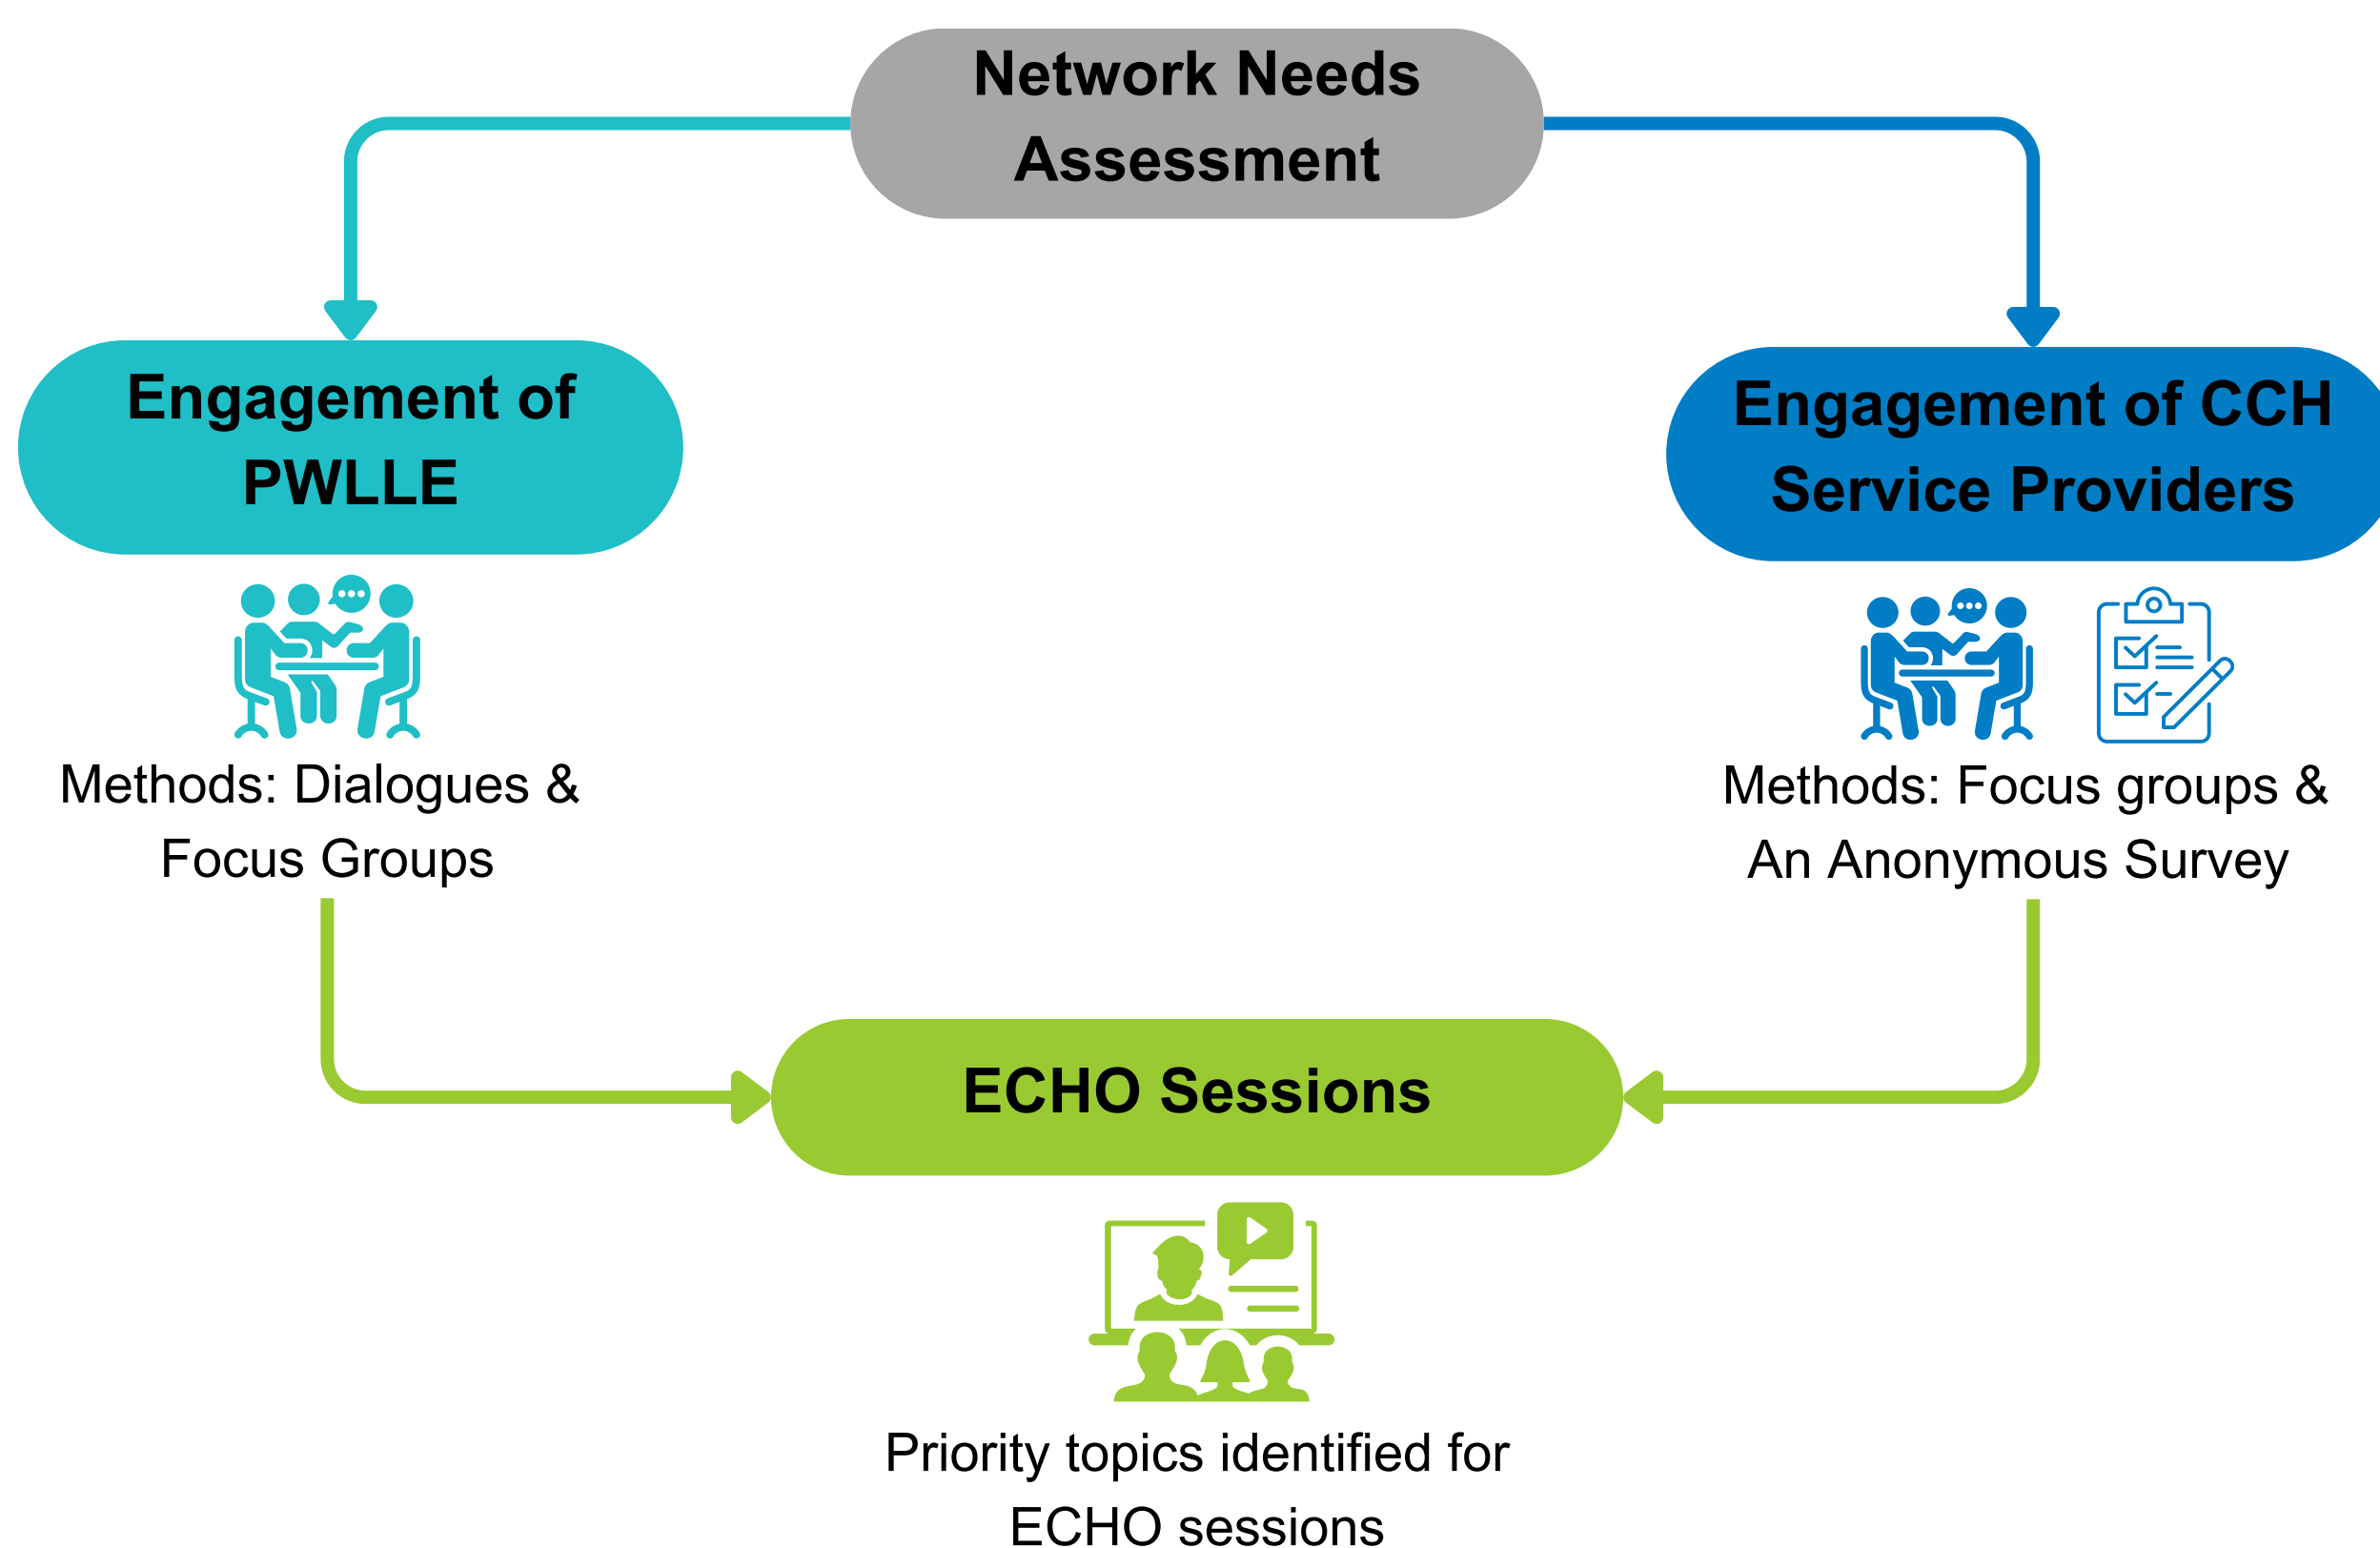 Network Needs
Assessment
Engagement of
PWLLE
Engagement of CCH
Service Providers
Methods: Dialogues &
Focus Groups
Methods: Focus groups &
An Anonymous Survey
ECHO Sessions
Priority topics identified for
ECHO sessions